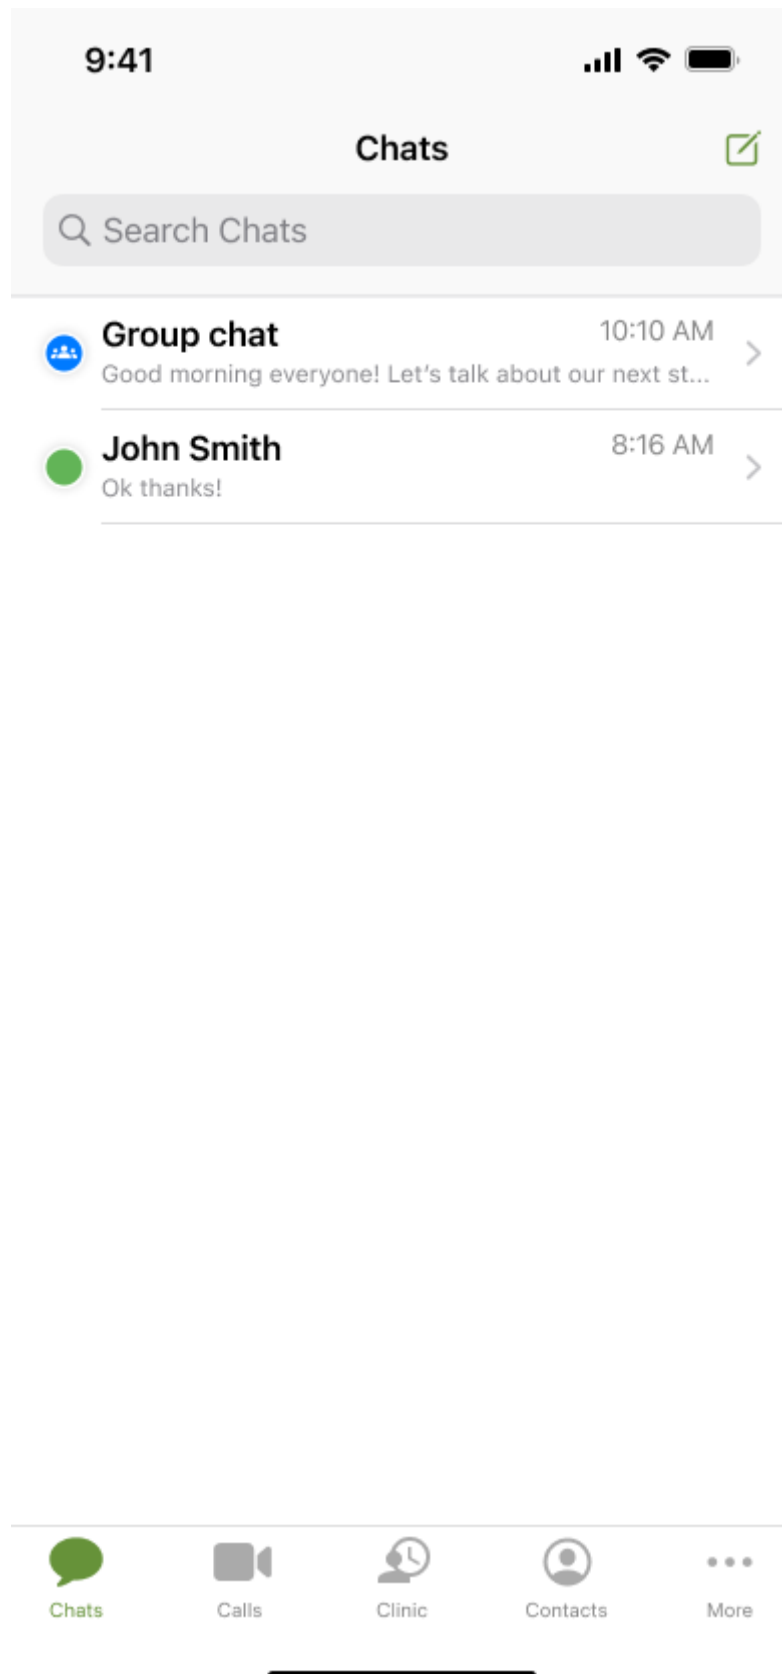 9:41
Chats
Search Chats
Group chat 10:10 AM
Good morning everyone! Let’s talk about our next st...
John Smith 8:16 AM
Ok thanks!
Chats Calls Clinic Contacts More